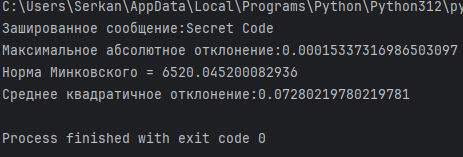 C:\Users\Serkan\AppData\Local\Programs\Python\Python312\py
Зашированное сообщение:Secret Code
Максимальное абсолютное отклонение:0.00015337316986503097
Норма Минковского = 6520.045200082936
Среднее квадратичное отклонение:0.07280219780219781
Process finished with exit code 0